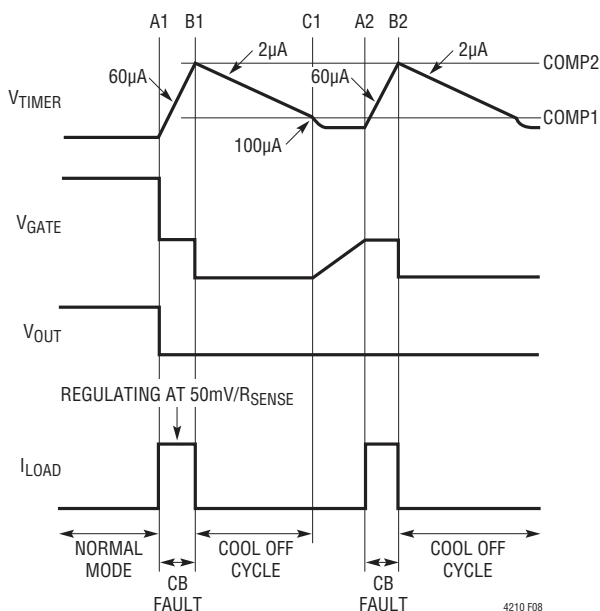 A1 B1 C1 A2 B2
2µA 2µA
COMP2
60µA 60µA
VTIMER
COMP1
100µA
VGATE
VOUT
REGULATING AT 50mV/RSENSE
ILOAD
NORMAL MODE
CB FAULT
COOL OFF CYCLE
CB FAULT
COOL OFF CYCLE
4210 F08